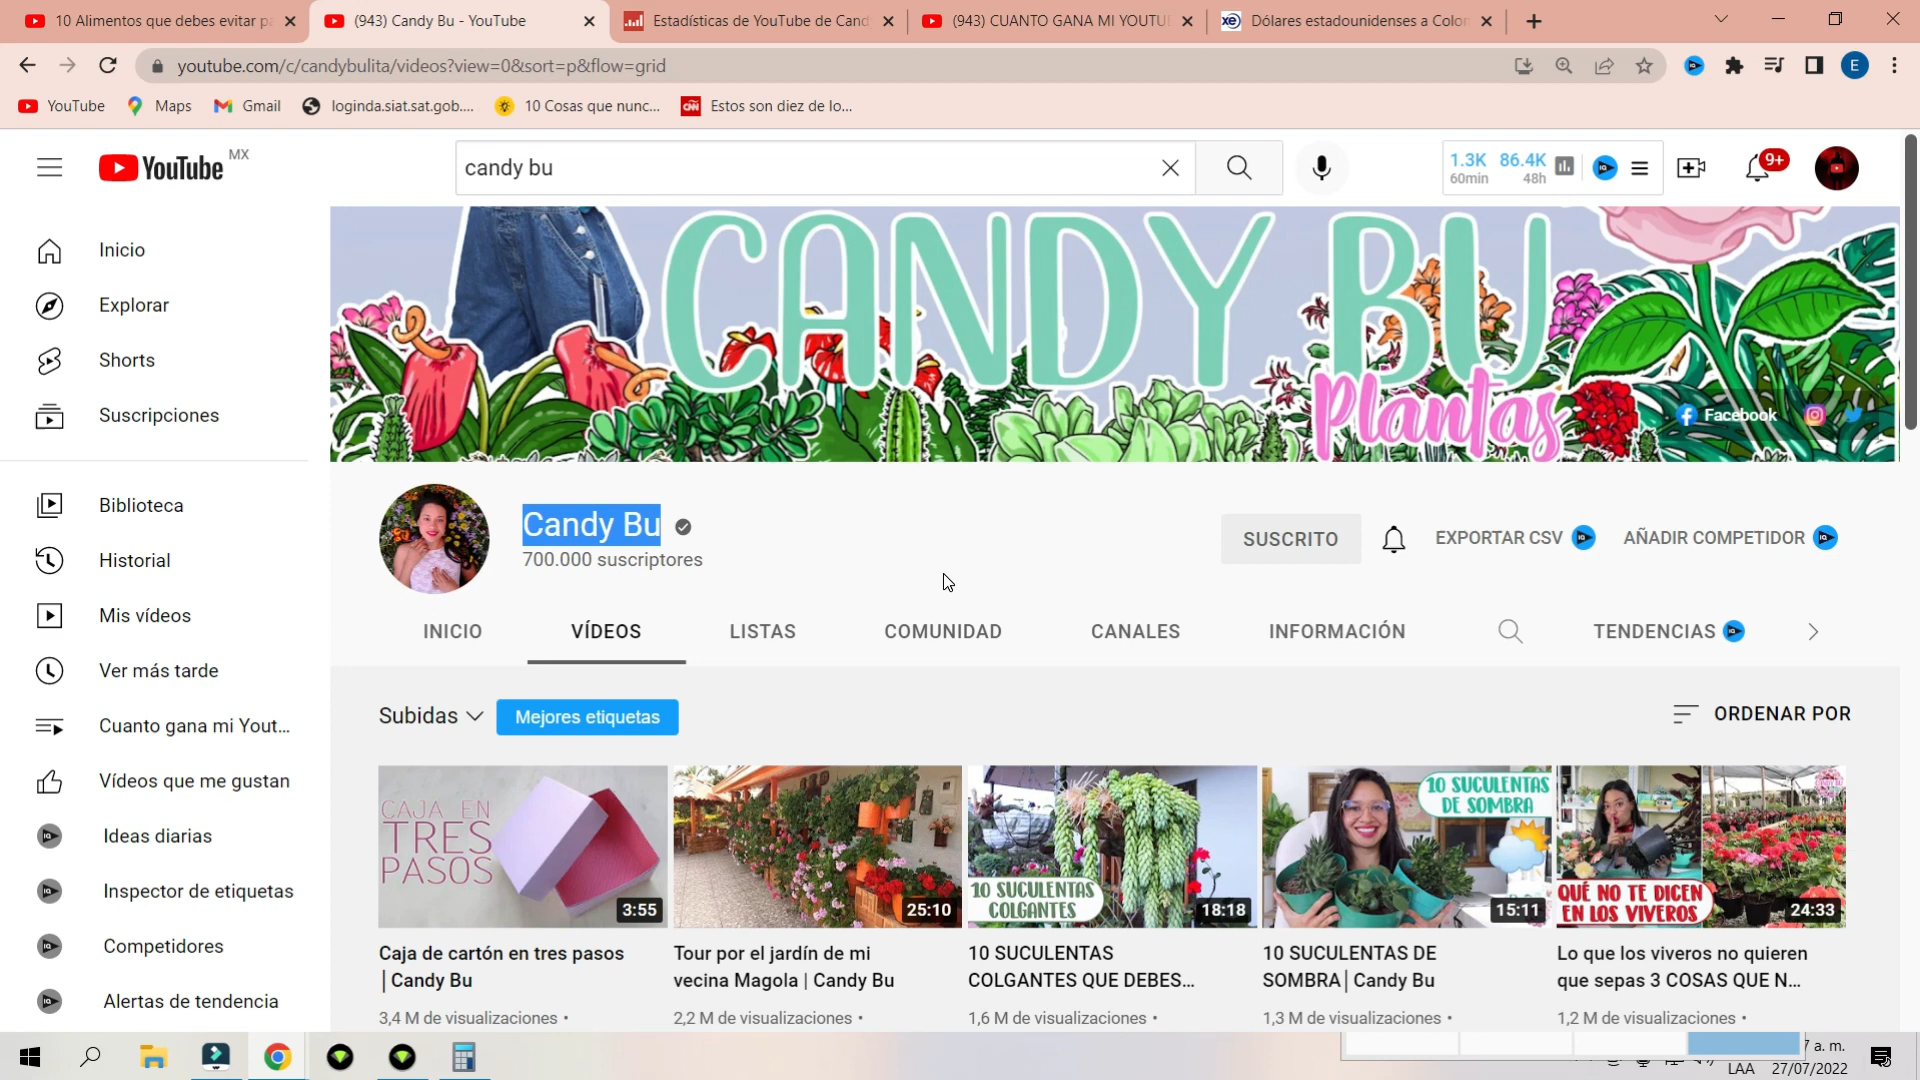 10 Alimentos que debes evitar pa
(943) Candy Bu - YouTube
Estadísticas de YouTube de Cand
(943) CUANTO GANA MI YOUTU
Dólares estadounidenses a Colon
youtube.com/c/candybulita/videos?view=0&sort=p&flow=grid
E
YouTube
Maps
Gmail
loginda.siat.sat.gob....
10 Cosas que nunc...
Estos son diez de lo...
YouTube MX
candy bu
1.3K 86.4K
60min 48h
9+
Inicio
Explorar
Shorts
Suscripciones
Biblioteca
Historial
Mis vídeos
Ver más tarde
Cuanto gana mi Yout...
Vídeos que me gustan
Ideas diarias
Inspector de etiquetas
Competidores
Alertas de tendencia
CANDY BU
Plantas
Facebook
Candy Bu
700.000 suscriptores
SUSCRITO
EXPORTAR CSV
AÑADIR COMPETIDOR
INICIO
VÍDEOS
LISTAS
COMUNIDAD
CANALES
INFORMACIÓN
TENDENCIAS
Subidas
Mejores etiquetas
ORDENAR POR
CAJA EN
TRES
PASOS
3:55
25:10
10 SUCULENTAS
COLGANTES
18:18
10 SUCULENTAS
DE SOMBRA
15:11
QUÉ NO TE DICEN
EN LOS VIVEROS
24:33
Caja de cartón en tres pasos
| Candy Bu
3,4 M de visualizaciones •
Tour por el jardín de mi
vecina Magola | Candy Bu
2,2 M de visualizaciones •
10 SUCULENTAS
COLGANTES QUE DEBES...
1,6 M de visualizaciones •
10 SUCULENTAS DE
SOMBRA | Candy Bu
1,3 M de visualizaciones •
Lo que los viveros no quieren
que sepas 3 COSAS QUE N...
1,2 M de visualizaciones •
7 a. m.
LAA
27/07/2022